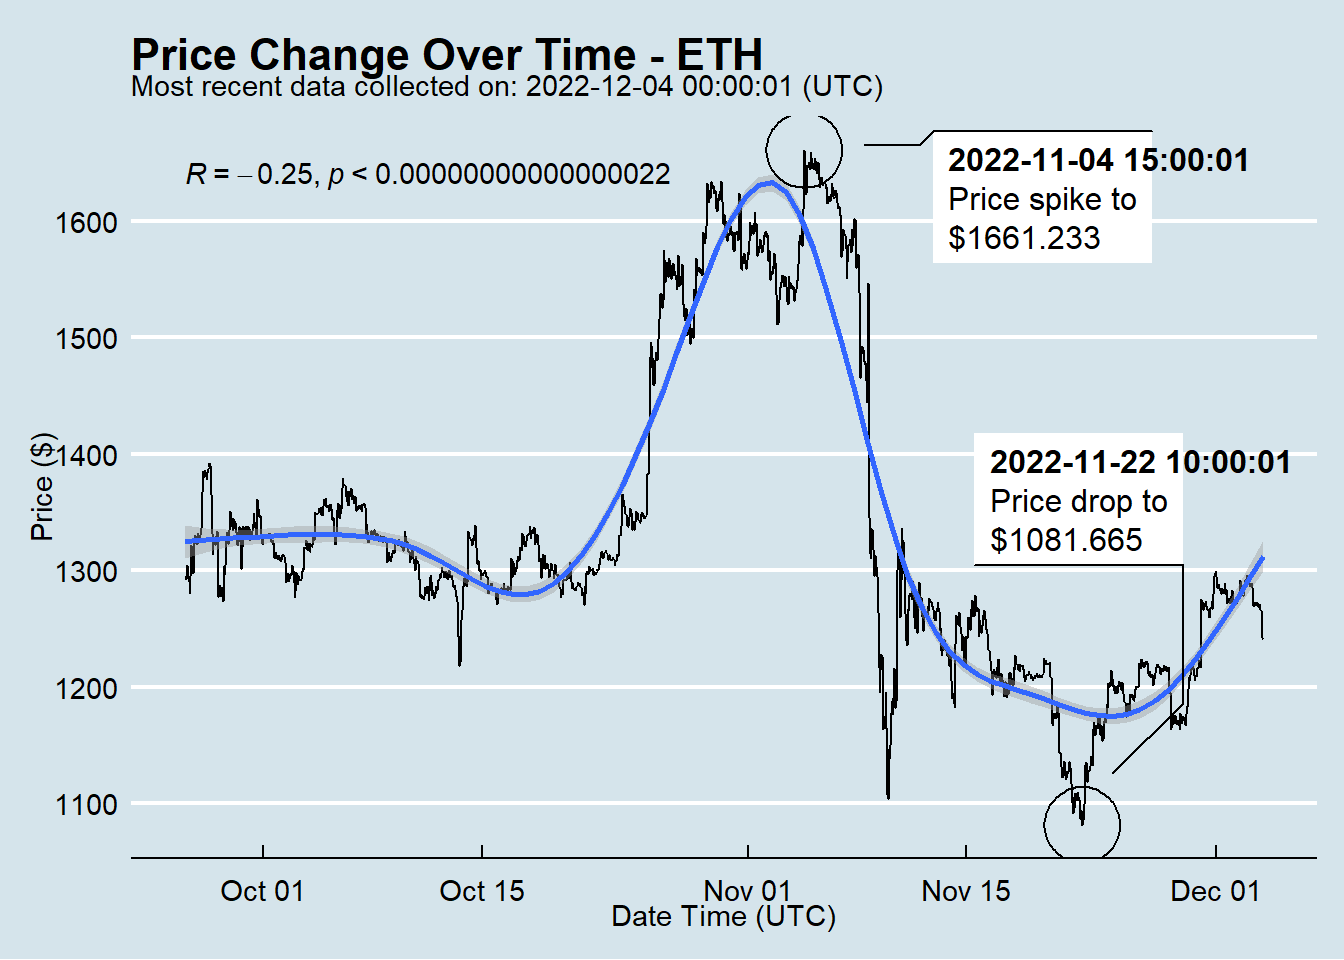 Price Change Over Time - ETH
Most recent data collected on: 2022-12-04 00:00:01 (UTC)
R = −0.25, p < 0.00000000000000022
2022-11-04 15:00:01
Price spike to
$1661.233
2022-11-22 10:00:01
Price drop to
$1081.665
Price ($)
1600
1500
1400
1300
1200
1100
Oct 01
Oct 15
Nov 01
Nov 15
Dec 01
Date Time (UTC)